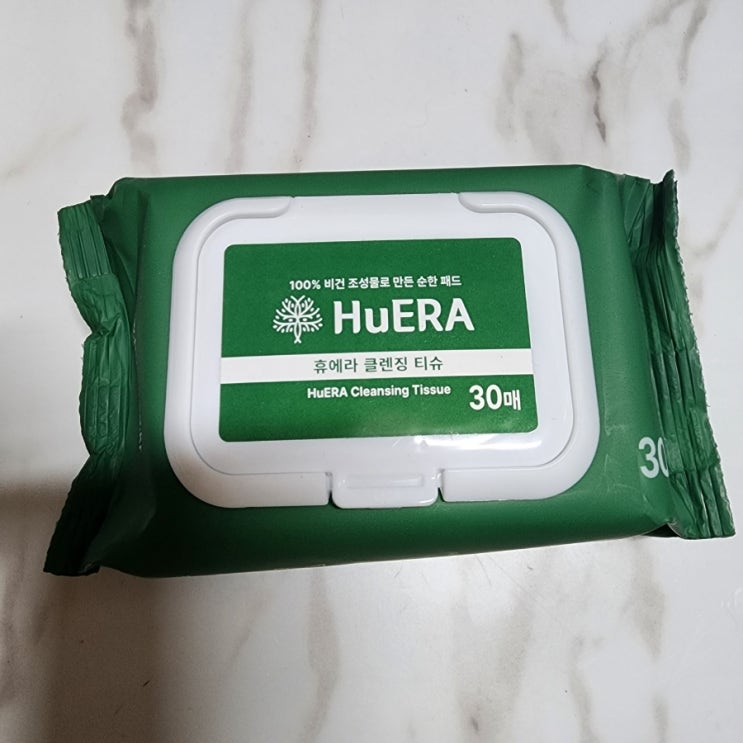 100% 비건 조성물로 만든 순한 패드
HuERA
휴에라 클렌징 티슈
HuERA Cleansing Tissue
30매
30